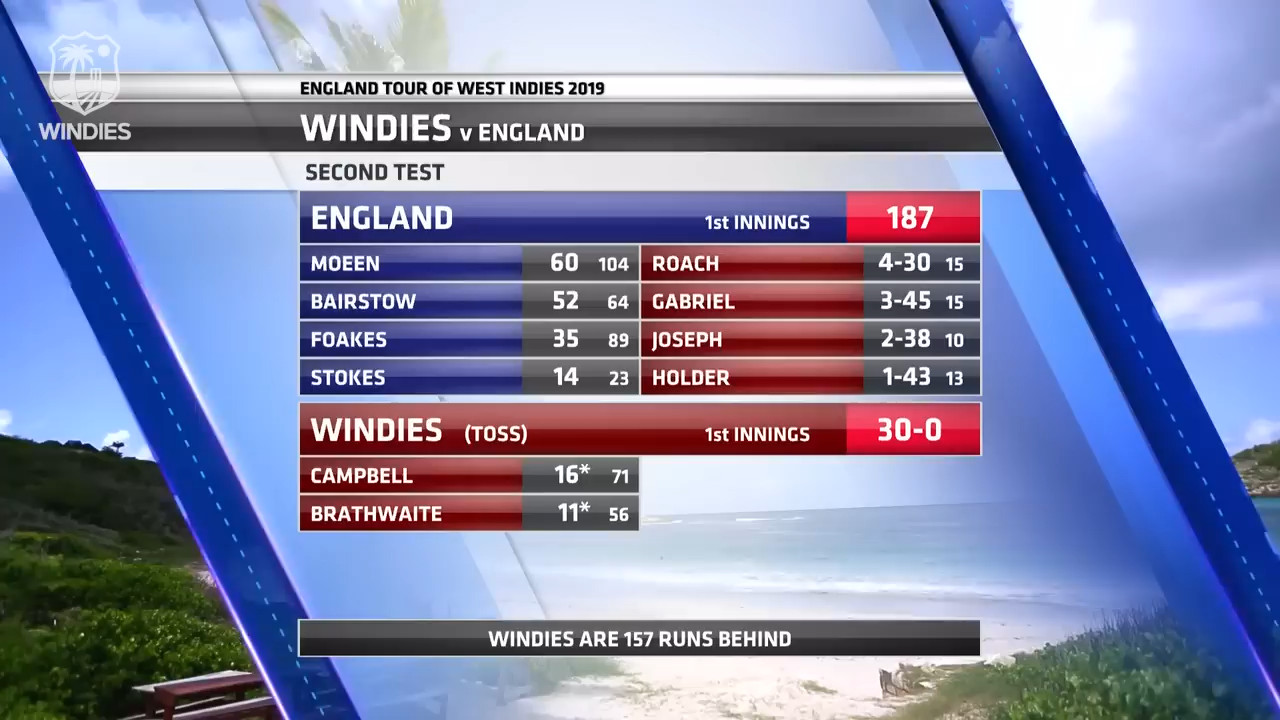 WINDIES
ENGLAND TOUR OF WEST INDIES 2019
WINDIES v ENGLAND
SECOND TEST
ENGLAND 1st INNINGS 187
MOEEN 60 104 ROACH 4-30 15
BAIRSTOW 52 64 GABRIEL 3-45 15
FOAKES 35 89 JOSEPH 2-38 10
STOKES 14 23 HOLDER 1-43 13
WINDIES (TOSS) 1st INNINGS 30-0
CAMPBELL 16* 71
BRATHWAITE 11* 56
WINDIES ARE 157 RUNS BEHIND